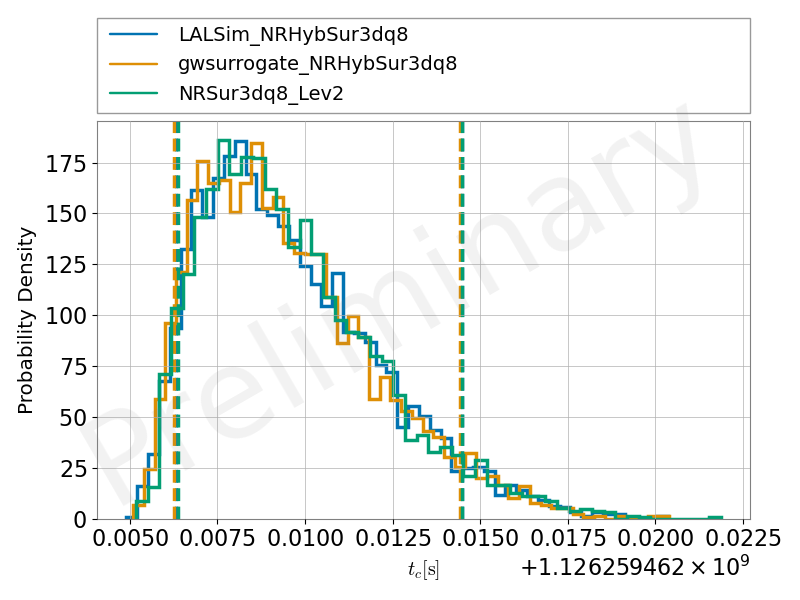 LALSim_NRHybSur3dq8
gwsurrogate_NRHybSur3dq8
NRSur3dq8_Lev2
175
150
125
100
75
50
25
0
Probability Density
Preliminary
0.0050 0.0075 0.0100 0.0125 0.0150 0.0175 0.0200 0.0225
t_c[s]
+1.126259462 × 10⁹